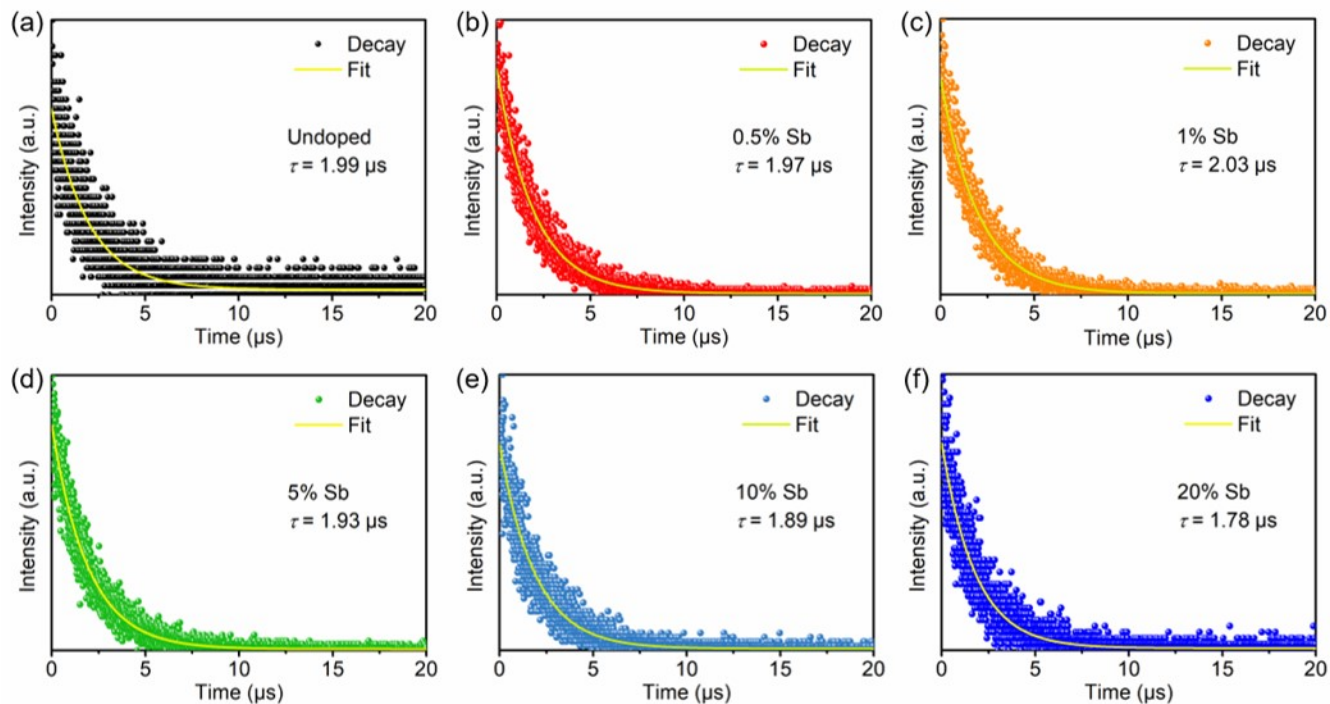 (a)
Decay
Fit
Undoped
τ = 1.99 µs
Intensity (a.u.)
0 5 10 15 20
Time (µs)
(b)
Decay
Fit
0.5% Sb
τ = 1.97 µs
Intensity (a.u.)
0 5 10 15 20
Time (µs)
(c)
Decay
Fit
1% Sb
τ = 2.03 µs
Intensity (a.u.)
0 5 10 15 20
Time (µs)
(d)
Decay
Fit
5% Sb
τ = 1.93 µs
Intensity (a.u.)
0 5 10 15 20
Time (µs)
(e)
Decay
Fit
10% Sb
τ = 1.89 µs
Intensity (a.u.)
0 5 10 15 20
Time (µs)
(f)
Decay
Fit
20% Sb
τ = 1.78 µs
Intensity (a.u.)
0 5 10 15 20
Time (µs)